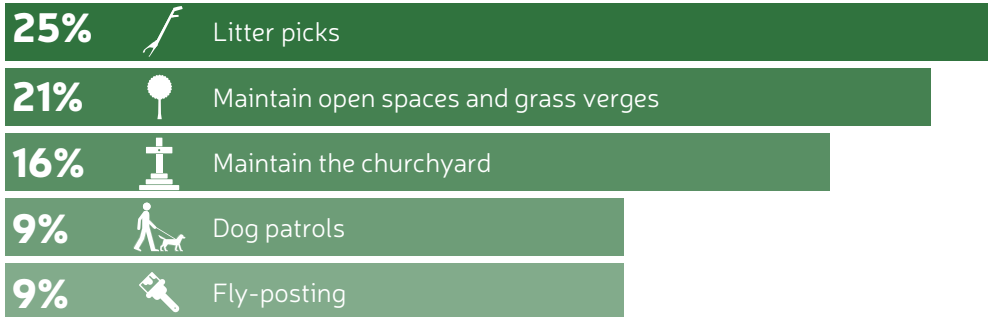 25% Litter picks
21% Maintain open spaces and grass verges
16% Maintain the churchyard
9% Dog patrols
9% Fly-posting